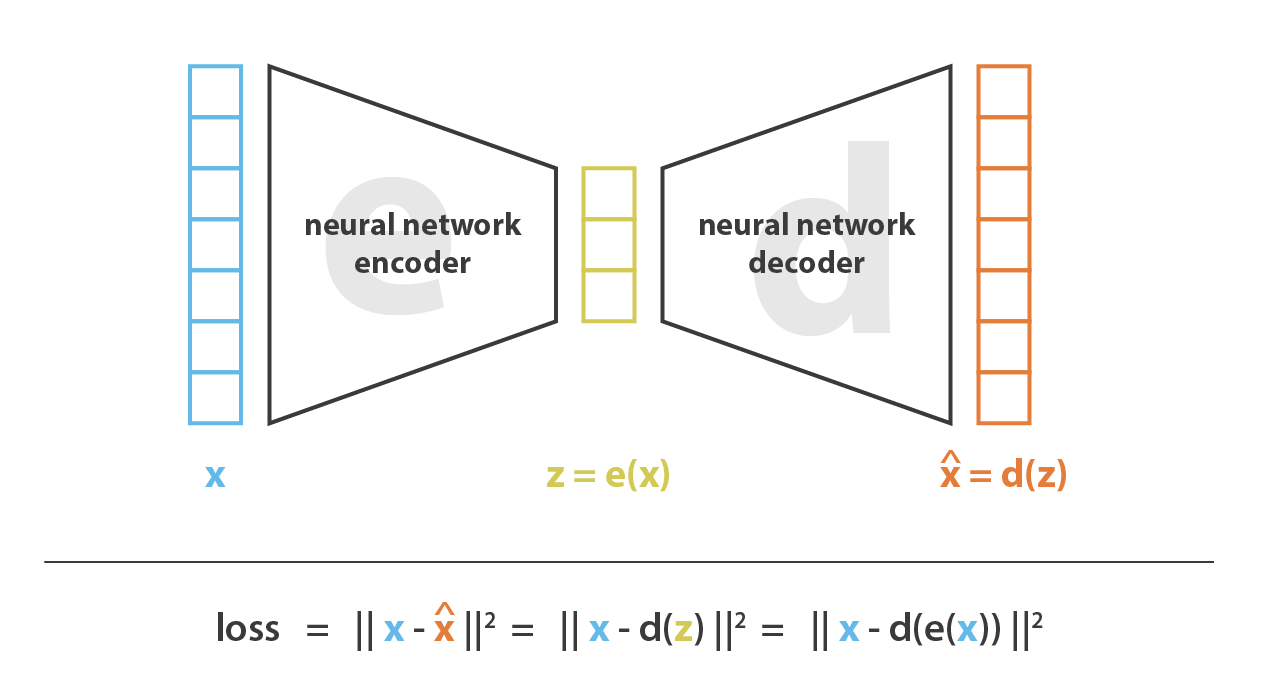 e
neural network
encoder
d
neural network
decoder
x
z = e(x)
x̂ = d(z)
loss = || x - x̂ ||² = || x - d(z) ||² = || x - d(e(x)) ||²